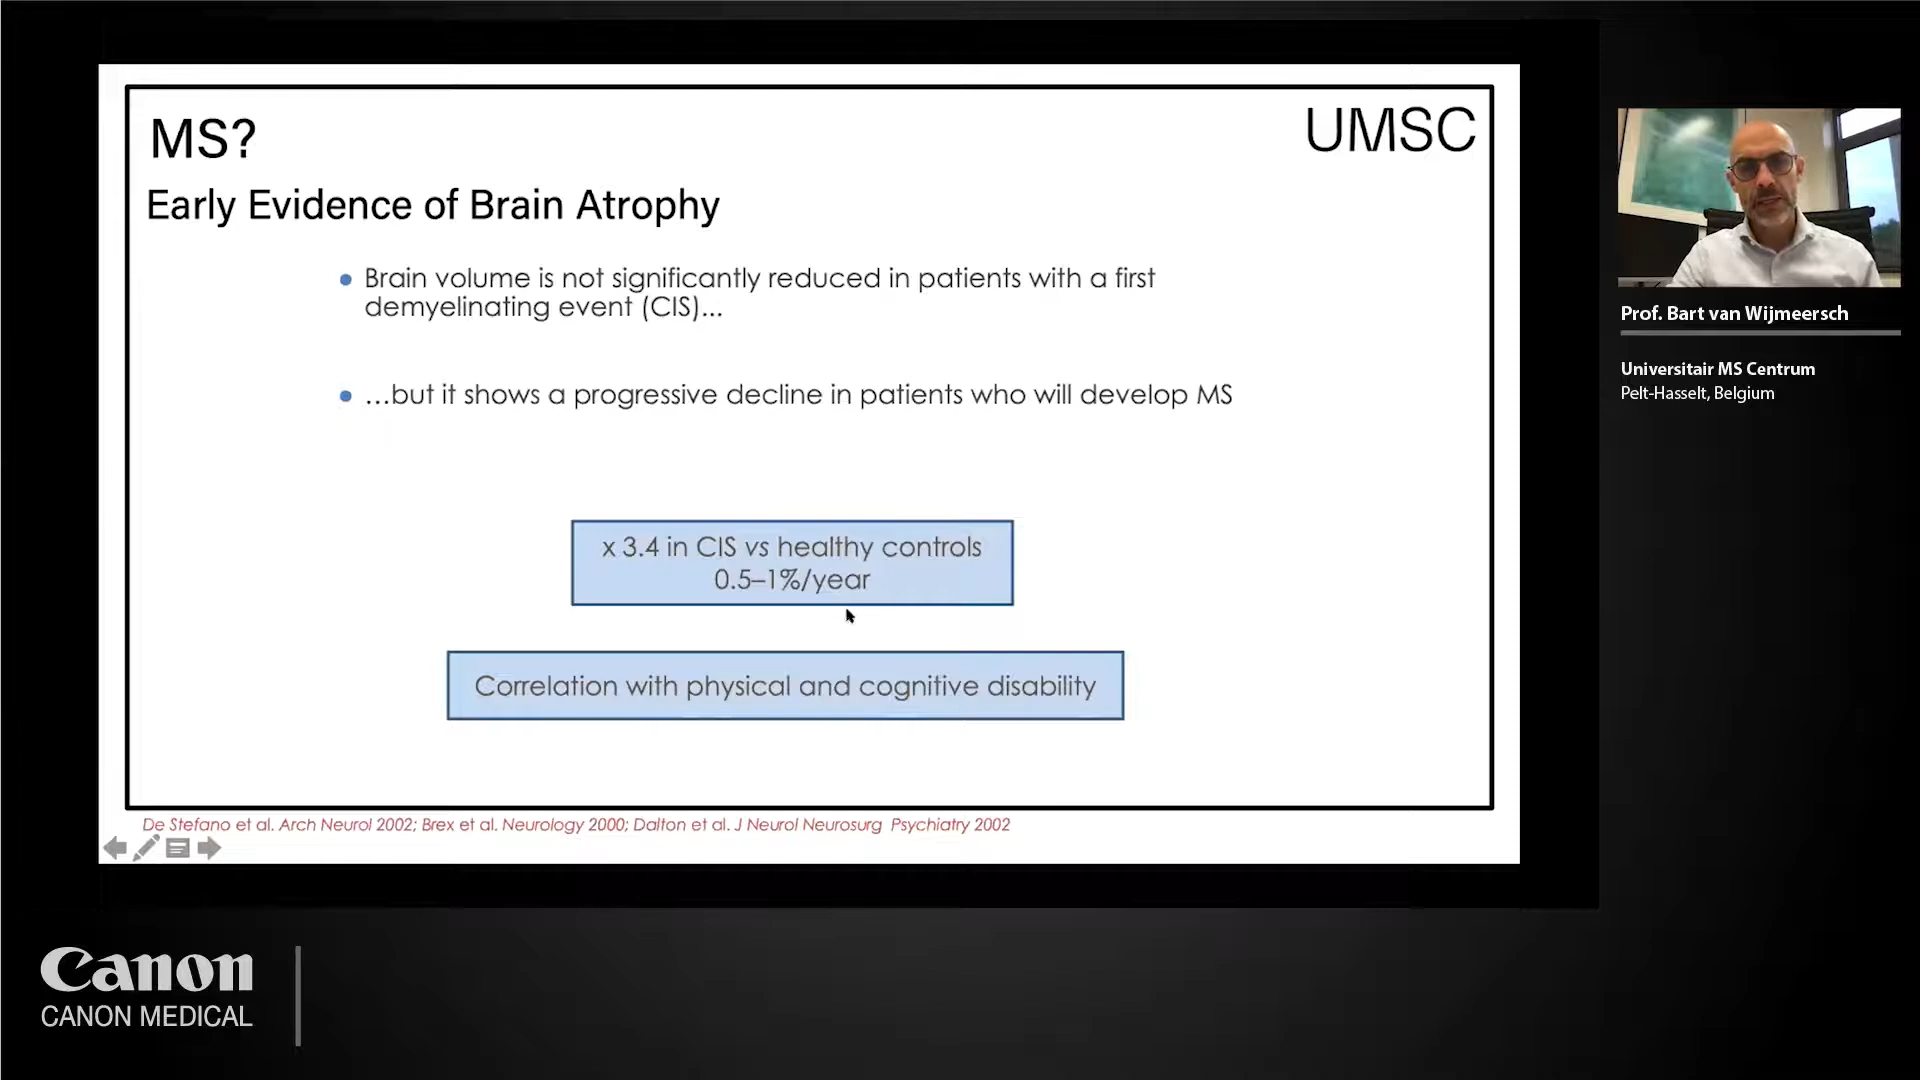 MS?
UMSC
Early Evidence of Brain Atrophy
Brain volume is not significantly reduced in patients with a first
demyelinating event (CIS)...
...but it shows a progressive decline in patients who will develop MS
x 3.4 in CIS vs healthy controls
0.5–1%/year
Correlation with physical and cognitive disability
De Stefano et al. Arch Neurol 2002; Brex et al. Neurology 2000; Dalton et al. J Neurol Neurosurg Psychiatry 2002
Prof. Bart van Wijmeersch
Universitair MS Centrum
Pelt-Hasselt, Belgium
Canon
CANON MEDICAL